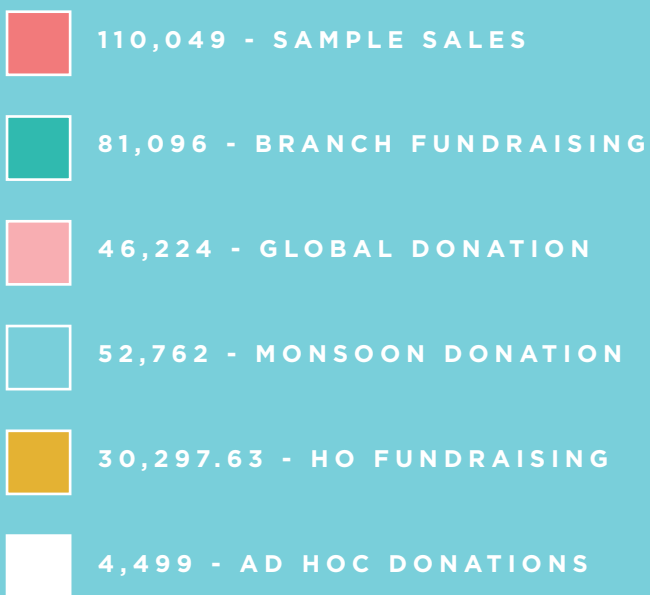 110,049 - SAMPLE SALES
81,096 - BRANCH FUNDRAISING
46,224 - GLOBAL DONATION
52,762 - MONSOON DONATION
30,297.63 - HO FUNDRAISING
4,499 - AD HOC DONATIONS